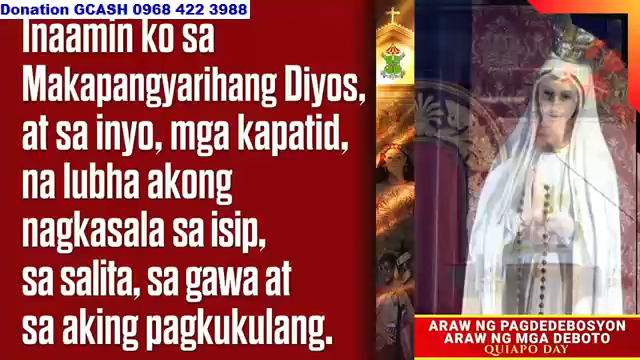 Donation GCASH 0968 422 3988
Inaamin ko sa
Makapangyarihang Diyos,
at sa inyo, mga kapatid,
na lubha akong
nagkasala sa isip,
sa salita, sa gawa at
sa aking pagkukulang.
ARAW NG PAGDEDEBOSYON
ARAW NG MGA DEBOTO
QUIAPO DAY